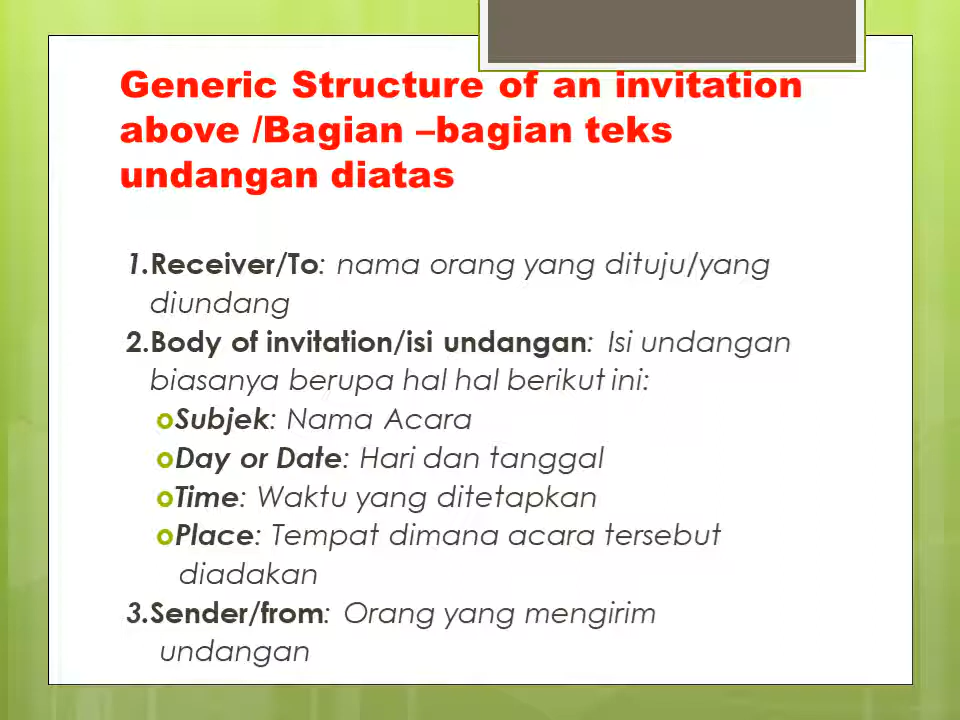 Generic Structure of an invitation
above /Bagian –bagian teks
undangan diatas
1.Receiver/To: nama orang yang dituju/yang
diundang
2.Body of invitation/isi undangan: Isi undangan
biasanya berupa hal hal berikut ini:
Subjek: Nama Acara
Day or Date: Hari dan tanggal
Time: Waktu yang ditetapkan
Place: Tempat dimana acara tersebut
diadakan
3.Sender/from: Orang yang mengirim
undangan